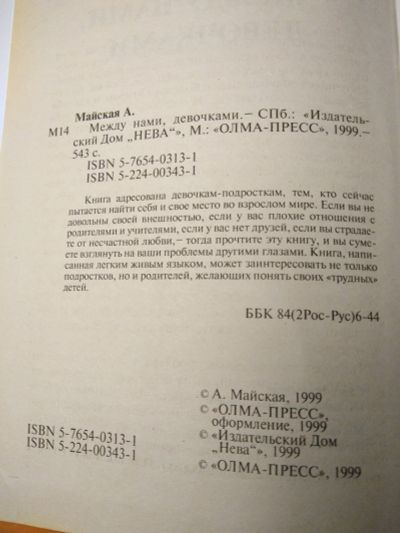 Майская А.
М14 Между нами, девочками.– СПб.: «Издатель-
ский Дом „НЕВА“», М.: «ОЛМА-ПРЕСС», 1999.–
543 с.
ISBN 5-7654-0313-1
ISBN 5-224-00343-1
Книга адресована девочкам-подросткам, тем, кто сейчас
пытается найти себя и свое место во взрослом мире. Если вы не
довольны своей внешностью, если у вас плохие отношения с
родителями и учителями, если у вас нет друзей, если вы страдае-
те от несчастной любви,– тогда прочтите эту книгу, и вы суме-
ете взглянуть на ваши проблемы другими глазами. Книга, напи-
санная легким живым языком, может заинтересовать не только
подростков, но и родителей, желающих понять своих «трудных»
детей.
ББК 84(2Рос-Рус)6-44
© А. Майская, 1999
© «ОЛМА-ПРЕСС»,
оформление, 1999
© «Издательский Дом
„Нева“», 1999
© «ОЛМА-ПРЕСС», 1999
ISBN 5-7654-0313-1
ISBN 5-224-00343-1